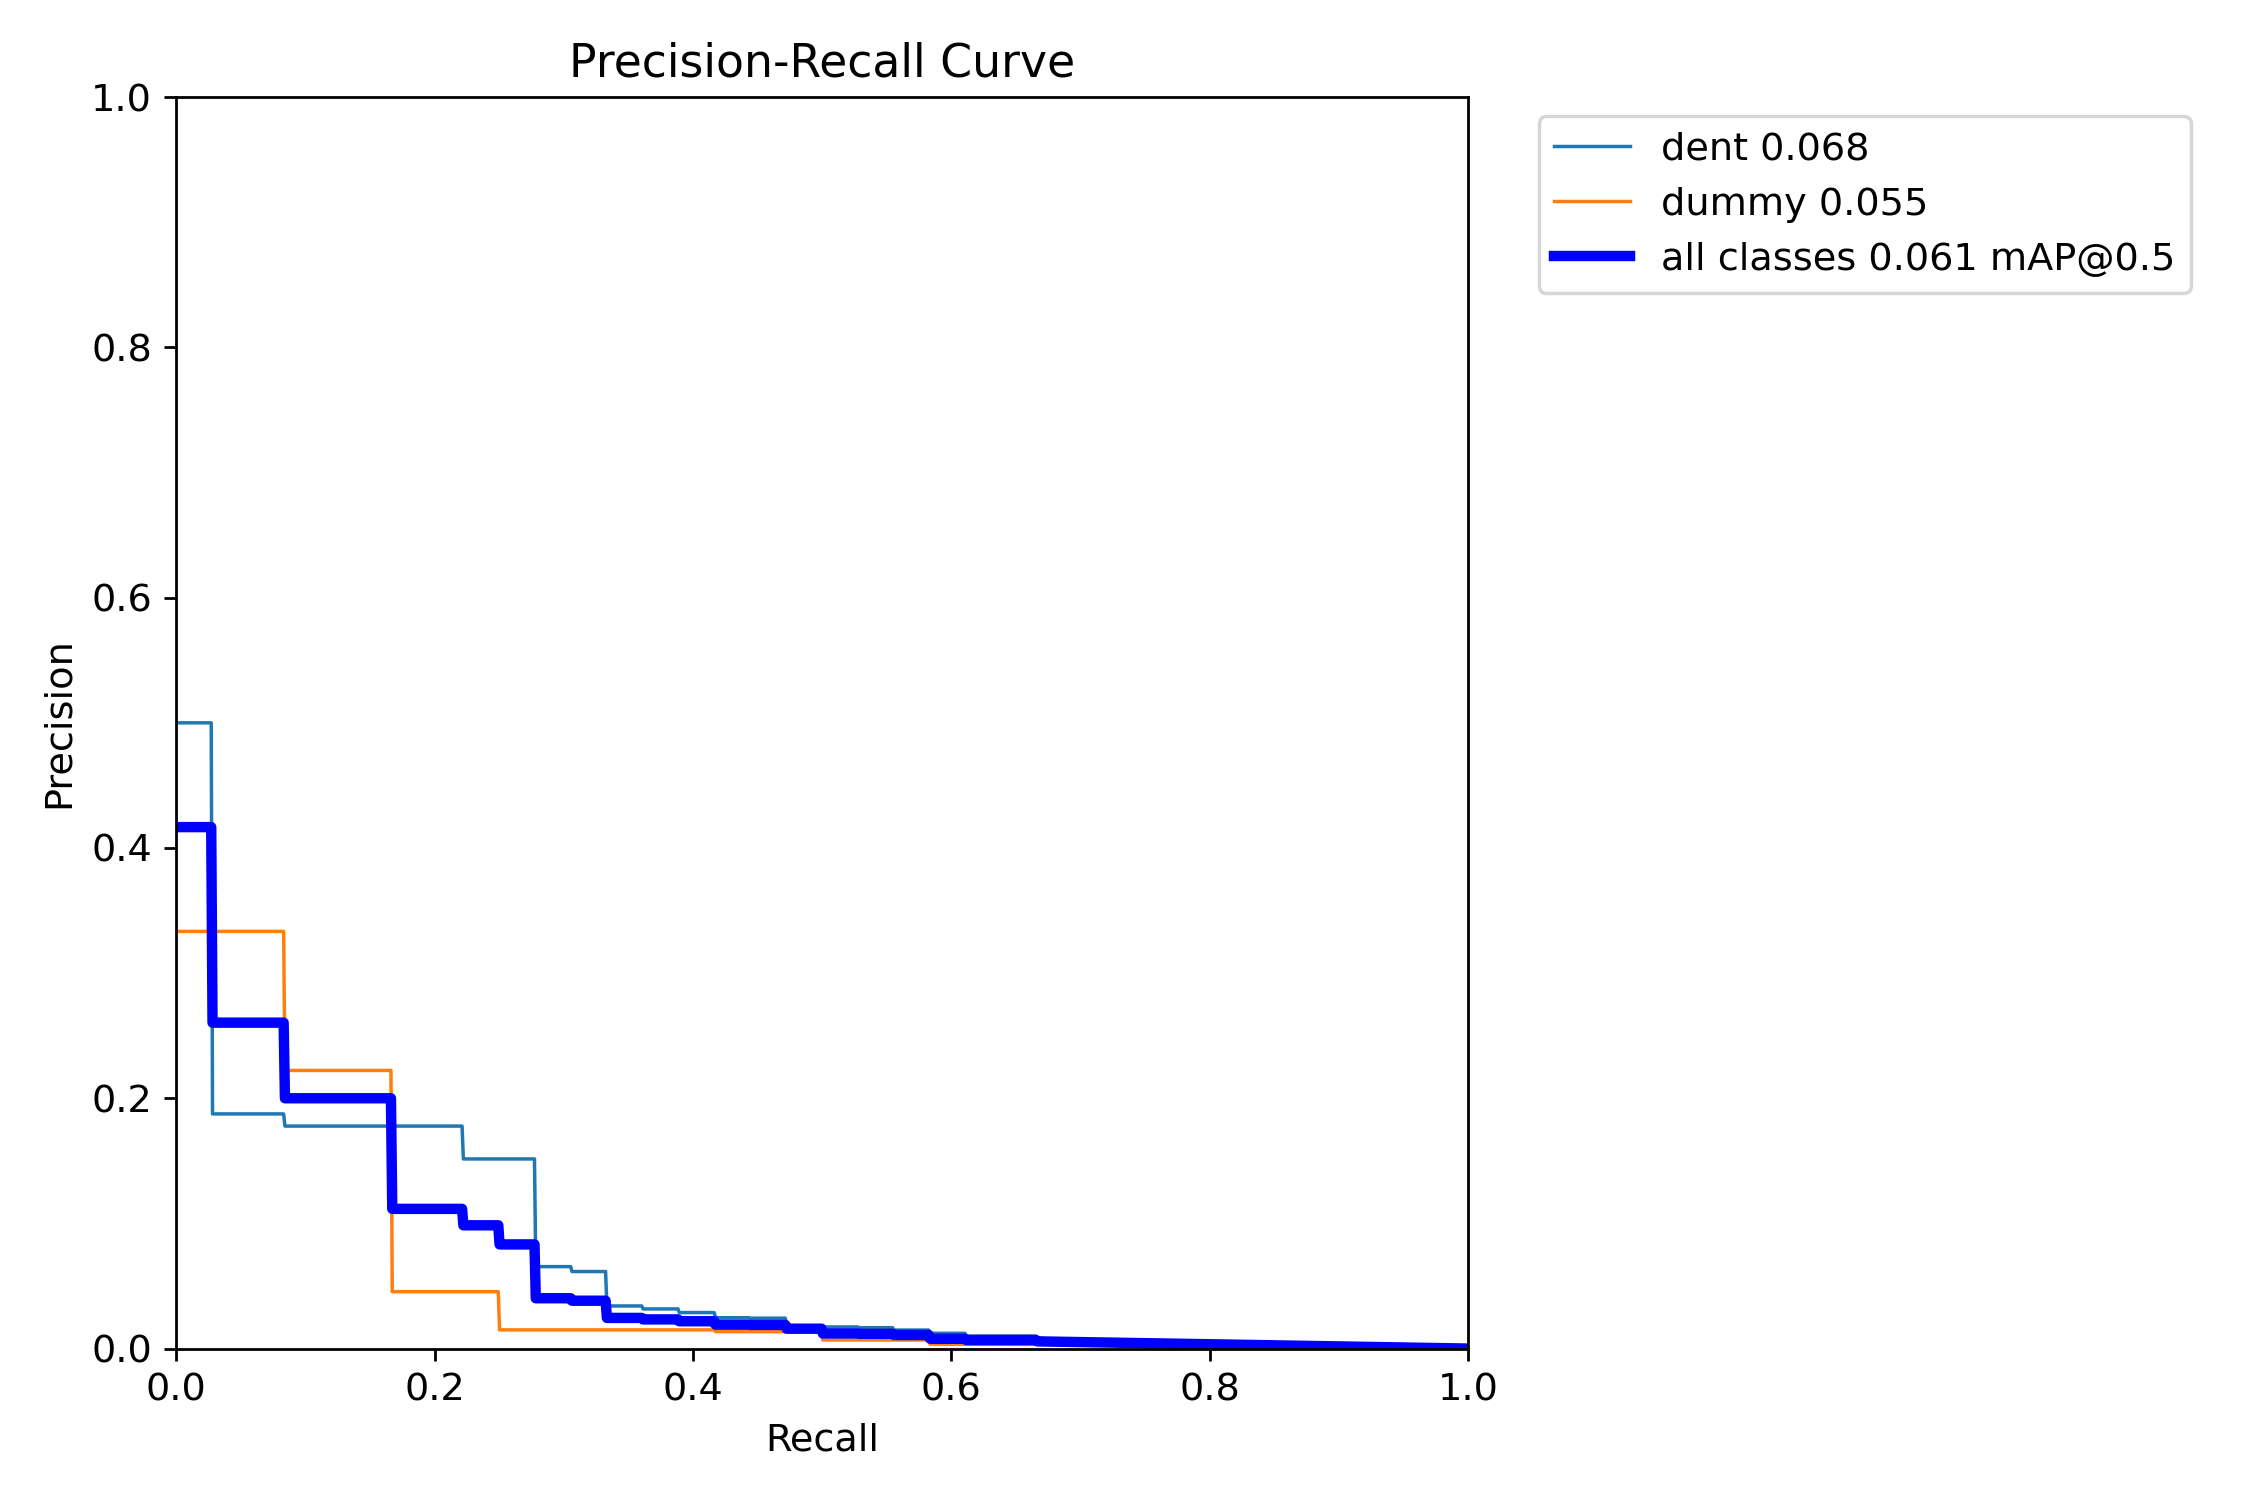 Precision-Recall Curve
dent 0.068
dummy 0.055
all classes 0.061 mAP@0.5
1.0
0.8
0.6
0.4
0.2
0.0
Precision
0.0 0.2 0.4 0.6 0.8 1.0
Recall